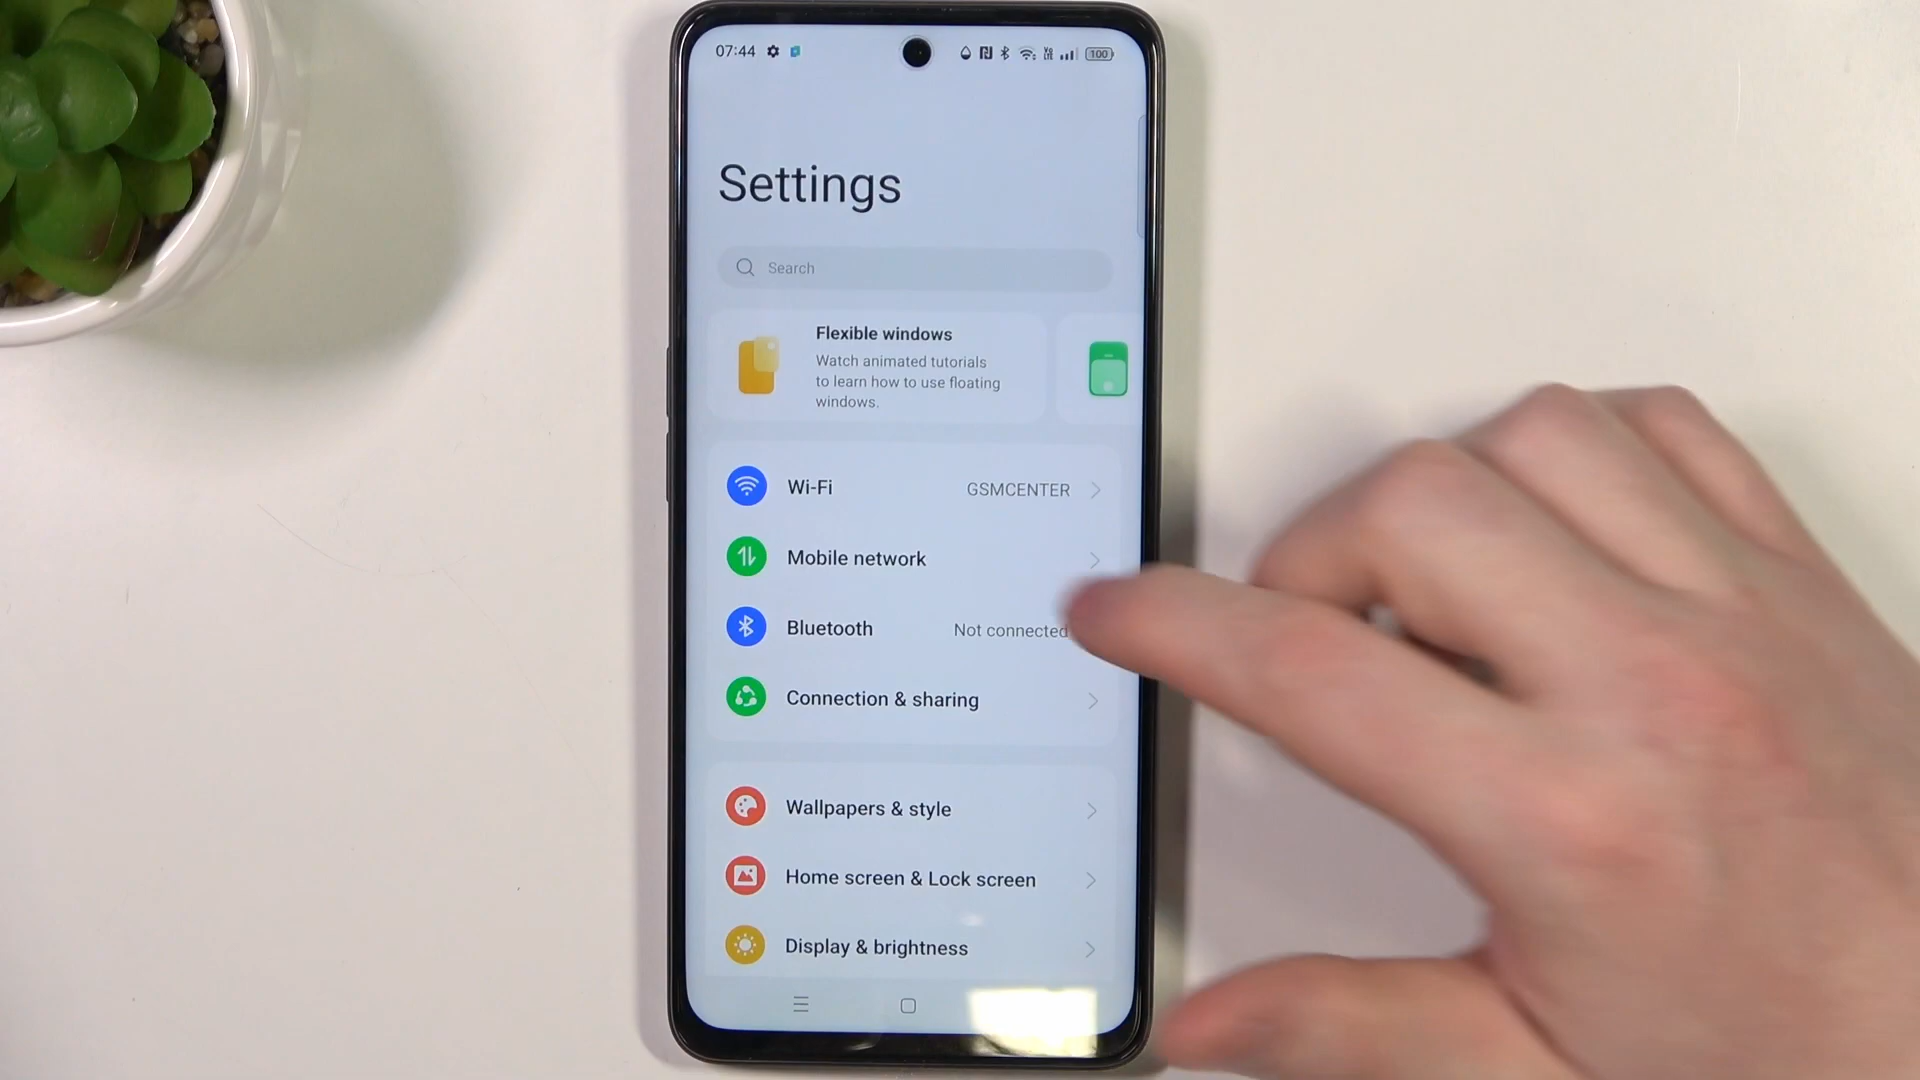 07:44
100
Settings
Search
Flexible windows
Watch animated tutorials
to learn how to use floating
windows.
Wi-Fi GSMCENTER
Mobile network
Bluetooth Not connected
Connection & sharing
Wallpapers & style
Home screen & Lock screen
Display & brightness